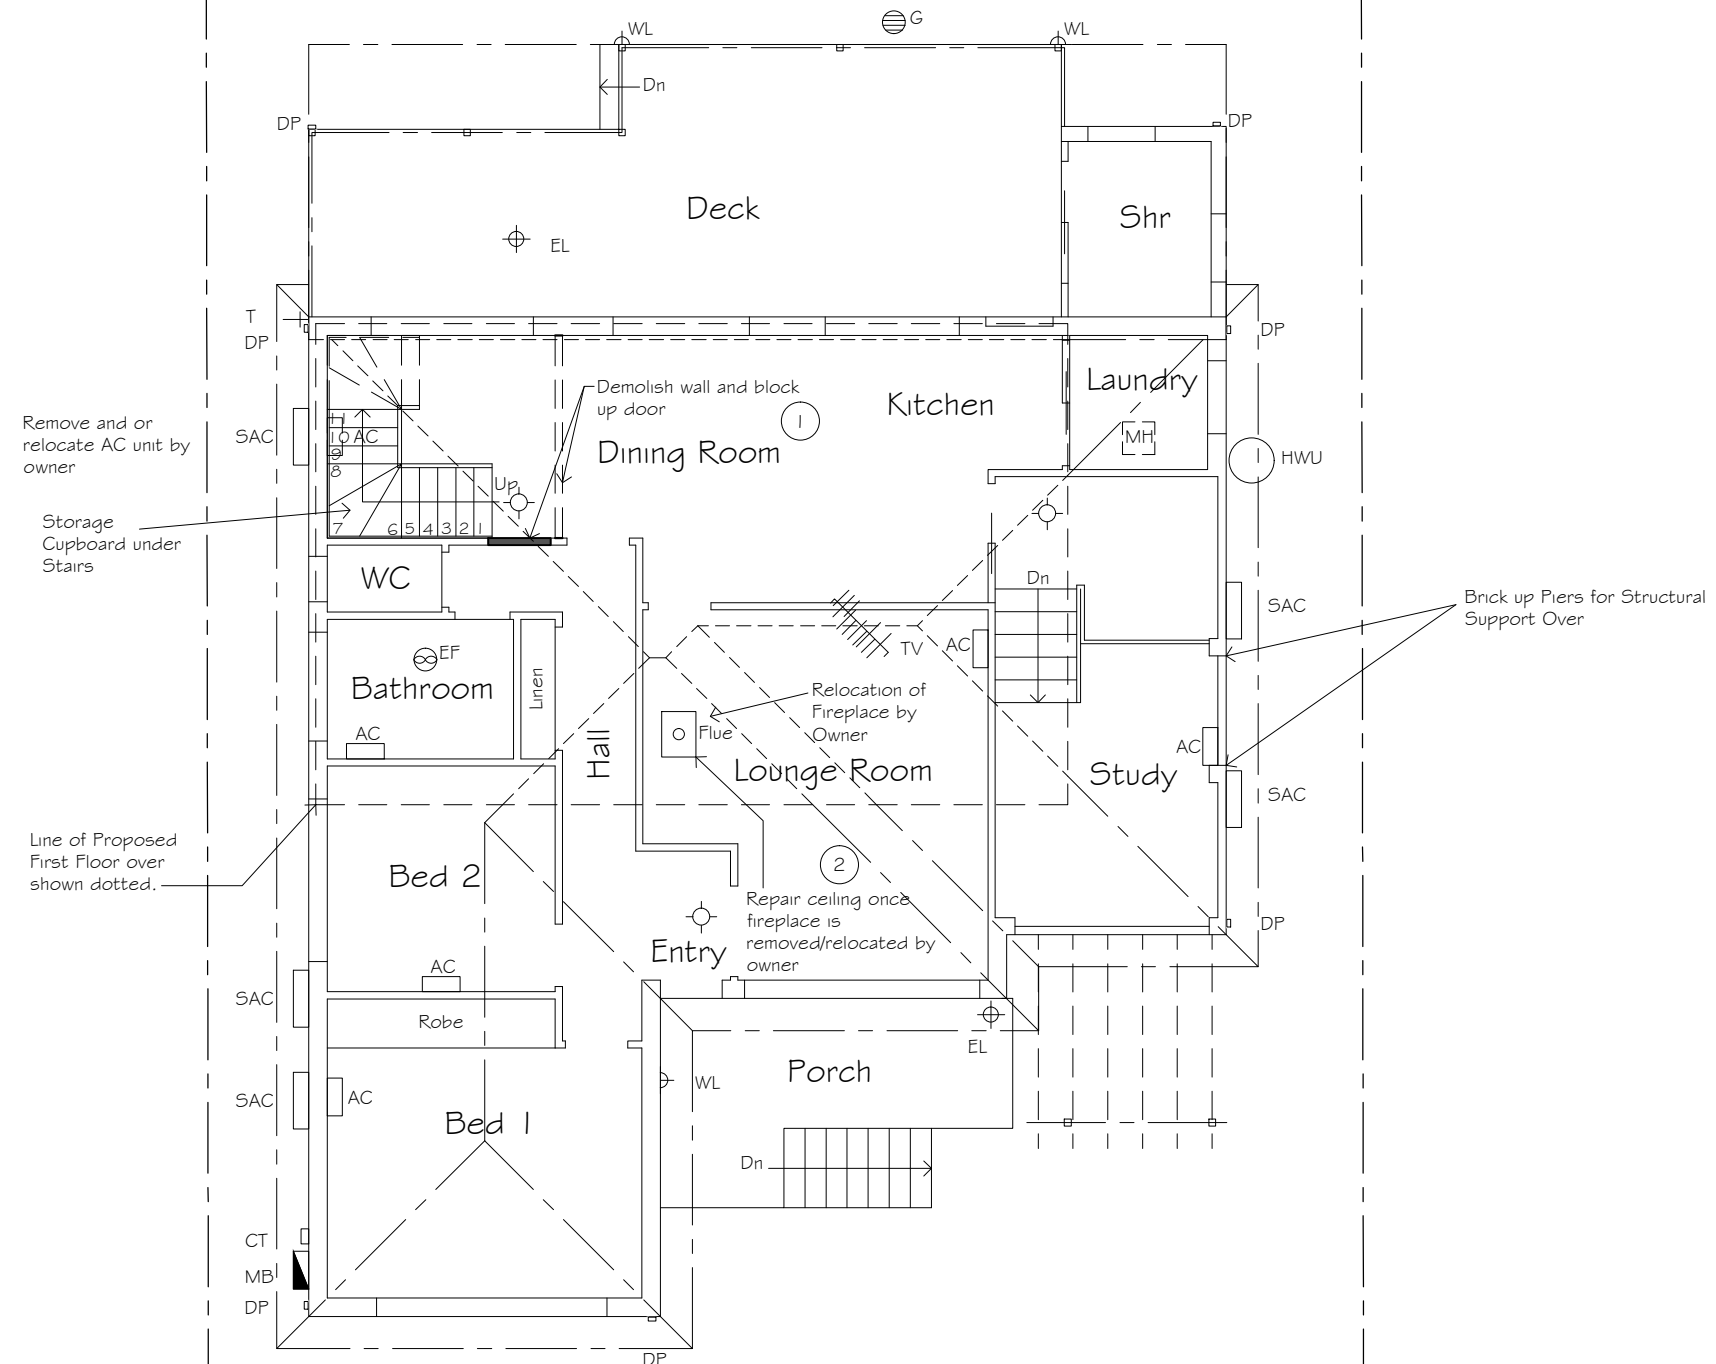 G
WL
WL
Dn
DP
DP
Deck
Shr
EL
T
DP
DP
Demolish wall and block
up door
Laundry
Kitchen
1
Remove and or
relocate AC unit by
owner
SAC
11
10
9
8
AC
MH
HWU
Dining Room
Up
Storage
Cupboard under
Stairs
7
6
5
4
3
2
1
WC
Dn
SAC
Brick up Piers for Structural
Support Over
EF
TV
AC
Bathroom
Linen
Relocation of
Fireplace by
Owner
Flue
AC
Hall
AC
Lounge Room
Study
SAC
Line of Proposed
First Floor over
shown dotted.
Bed 2
2
Repair ceiling once
fireplace is
removed/relocated by
owner
DP
Entry
AC
SAC
Robe
EL
Porch
WL
SAC
AC
Bed 1
Dn
CT
MB
DP
DP